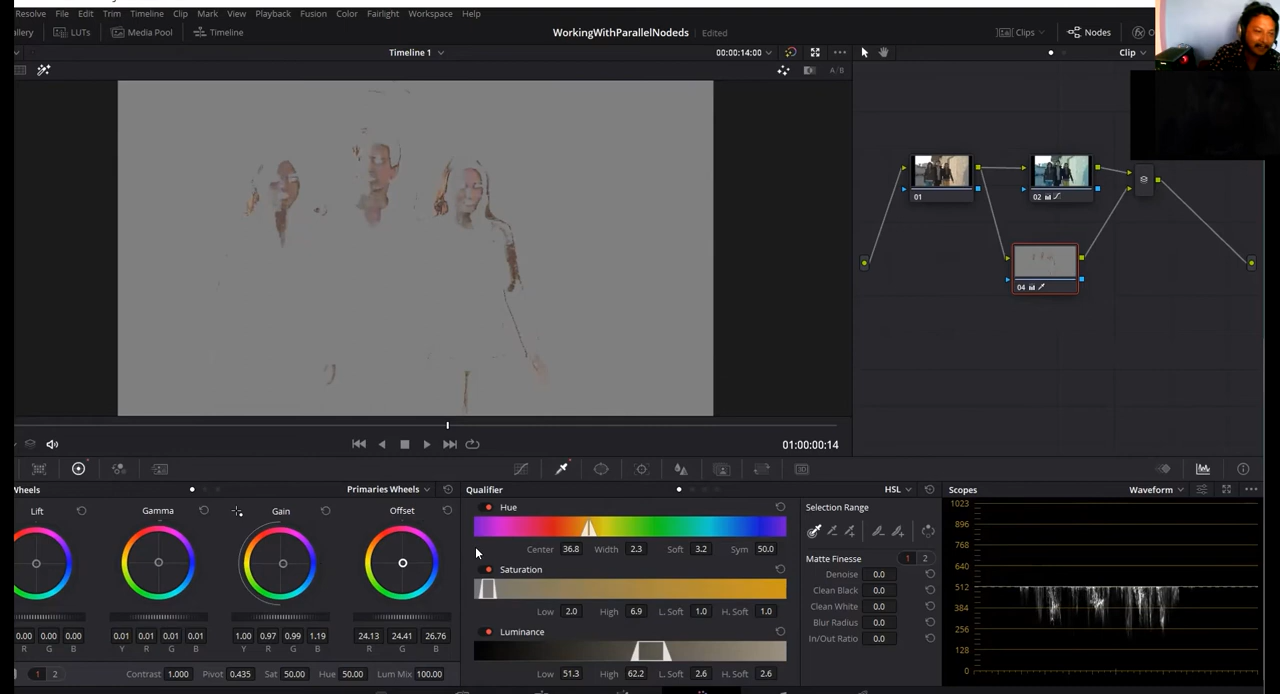 Resolve File Edit Trim Timeline Clip Mark View Playback Fusion Color Fairlight Workspace Help
LUTs Media Pool Timeline WorkingWithParallelNodeds Edited Clips Nodes
Timeline 1 00:00:14:00 Clip
A/B
01 02
04
01:00:00:14
Wheels Primaries Wheels Qualifier HSL Scopes Waveform
Lift Gamma Gain Offset
0.00 0.00 0.00 0.01 0.01 0.01 0.01 1.00 0.97 0.99 1.19 24.13 24.41 26.76
R G B Y R G B Y R G B R G B
1 2 Contrast 1.000 Pivot 0.435 Sat 50.00 Hue 50.00 Lum Mix 100.00
Hue
Center 36.8 Width 2.3 Soft 3.2 Sym 50.0
Saturation
Low 2.0 High 6.9 L. Soft 1.0 H. Soft 1.0
Luminance
Low 51.3 High 62.2 L. Soft 2.6 H. Soft 2.6
Selection Range
Matte Finesse 1 2
Denoise 0.0
Clean Black 0.0
Clean White 0.0
Blur Radius 0.0
In/Out Ratio 0.0
1023
896
768
640
512
384
256
128
0